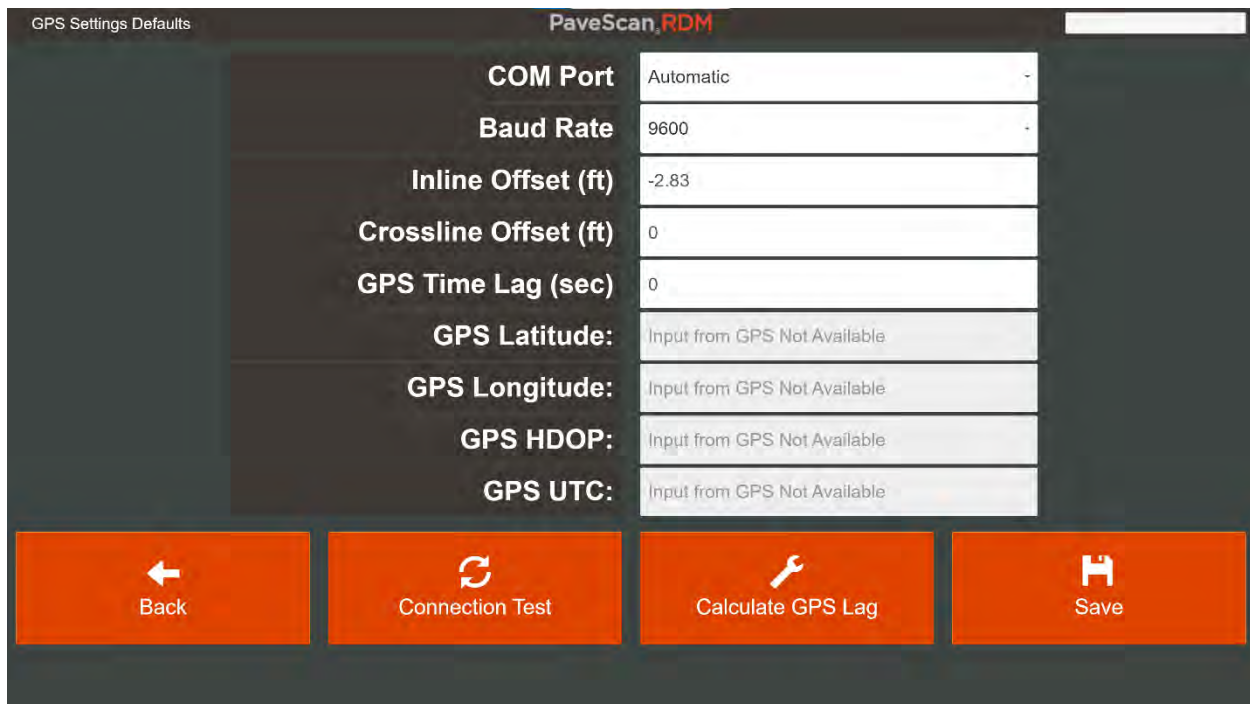 GPS Settings Defaults
PaveScan RDM
COM Port Automatic
Baud Rate 9600
Inline Offset (ft) -2.83
Crossline Offset (ft) 0
GPS Time Lag (sec) 0
GPS Latitude: Input from GPS Not Available
GPS Longitude: Input from GPS Not Available
GPS HDOP: Input from GPS Not Available
GPS UTC: Input from GPS Not Available
Back
Connection Test
Calculate GPS Lag
Save